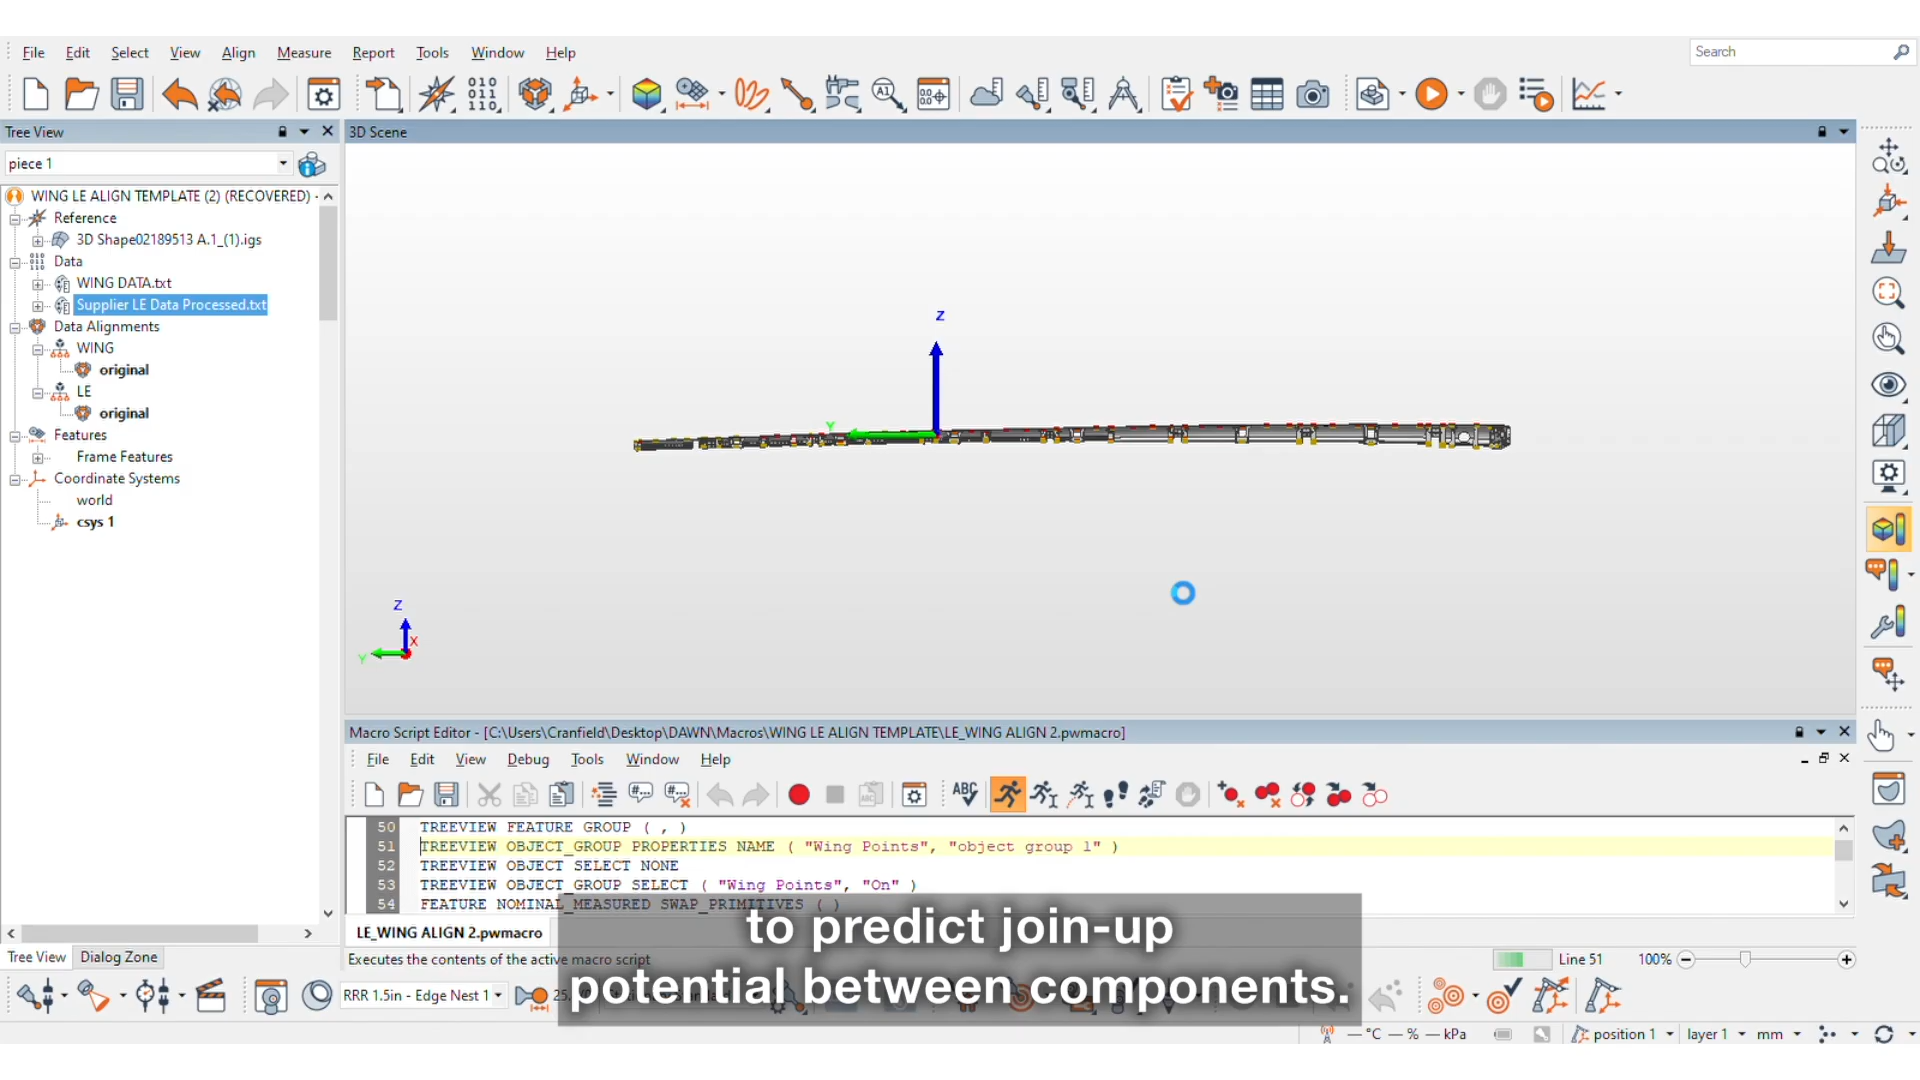 File Edit Select View Align Measure Report Tools Window Help
Search
Tree View
3D Scene
piece 1
WING LE ALIGN TEMPLATE (2) (RECOVERED) -
Reference
3D Shape02189513 A.1_(1).igs
Data
WING DATA.txt
Supplier LE Data Processed.txt
Data Alignments
WING
original
LE
original
Features
Frame Features
Coordinate Systems
world
csys 1
Z
Y
Z
X
Y
Macro Script Editor - [C:\Users\Cranfield\Desktop\DAWN\Macros\WING LE ALIGN TEMPLATE\LE_WING ALIGN 2.pwmacro]
File Edit View Debug Tools Window Help
50 TREEVIEW FEATURE GROUP ( , )
51 TREEVIEW OBJECT_GROUP PROPERTIES NAME ( "Wing Points", "object group 1" )
52 TREEVIEW OBJECT SELECT NONE
53 TREEVIEW OBJECT_GROUP SELECT ( "Wing Points", "On" )
54 FEATURE NOMINAL_MEASURED SWAP_PRIMITIVES ( )
LE_WING ALIGN 2.pwmacro
to predict join-up
potential between components.
Tree View Dialog Zone
Executes the contents of the active macro script
Line 51 100%
RRR 1.5in - Edge Nest 1
— °C — % — kPa position 1 layer 1 mm